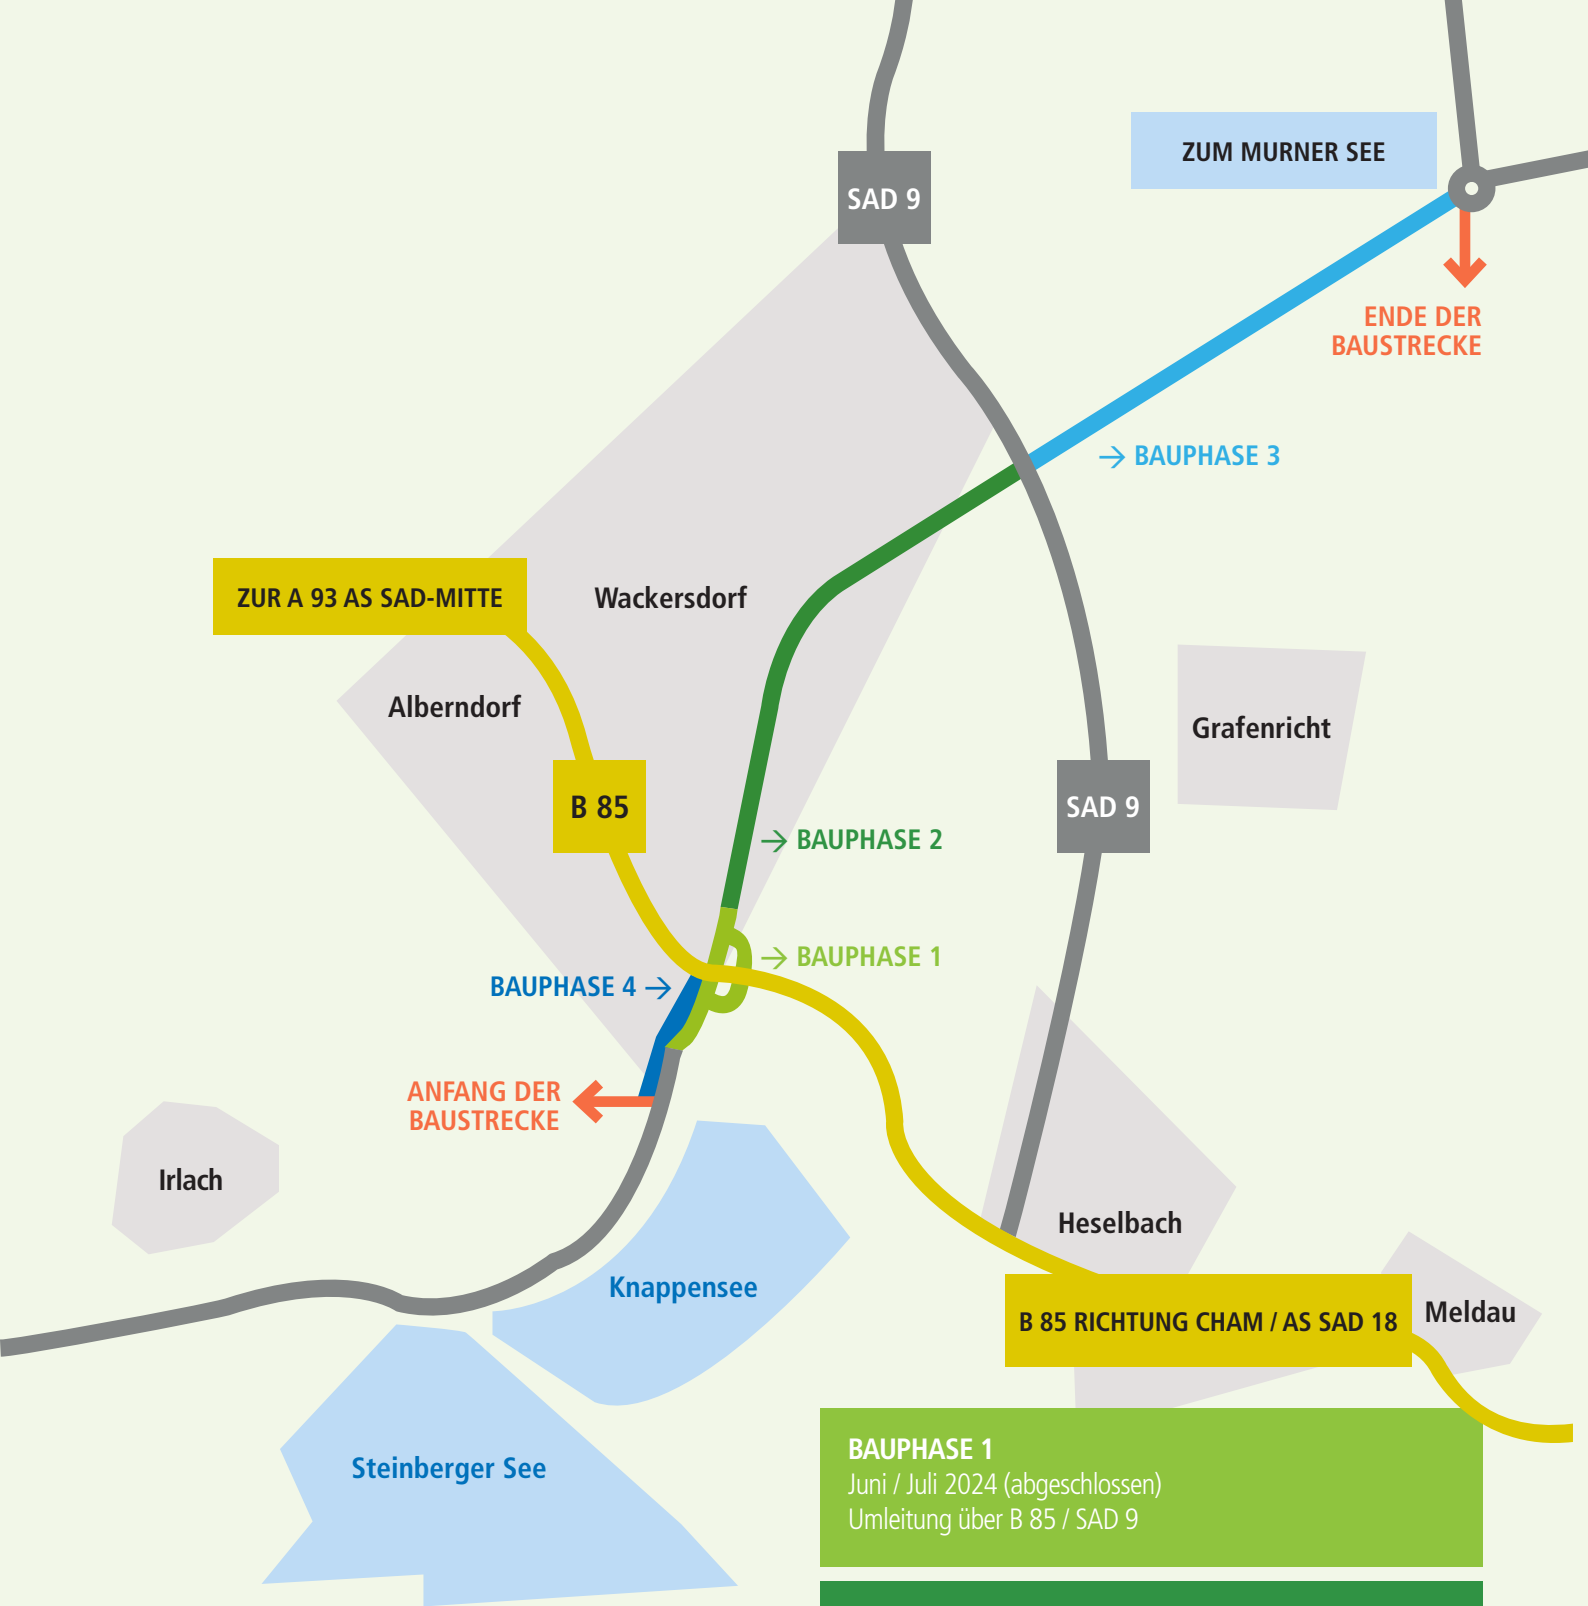 ZUM MURNER SEE
SAD 9
ENDE DER
BAUSTRECKE
→ BAUPHASE 3
ZUR A 93 AS SAD-MITTE
Wackersdorf
Alberndorf
Grafenricht
B 85
SAD 9
→ BAUPHASE 2
→ BAUPHASE 1
BAUPHASE 4 →
ANFANG DER
BAUSTRECKE
Irlach
Heselbach
Knappensee
Meldau
B 85 RICHTUNG CHAM / AS SAD 18
Steinberger See
BAUPHASE 1
Juni / Juli 2024 (abgeschlossen)
Umleitung über B 85 / SAD 9